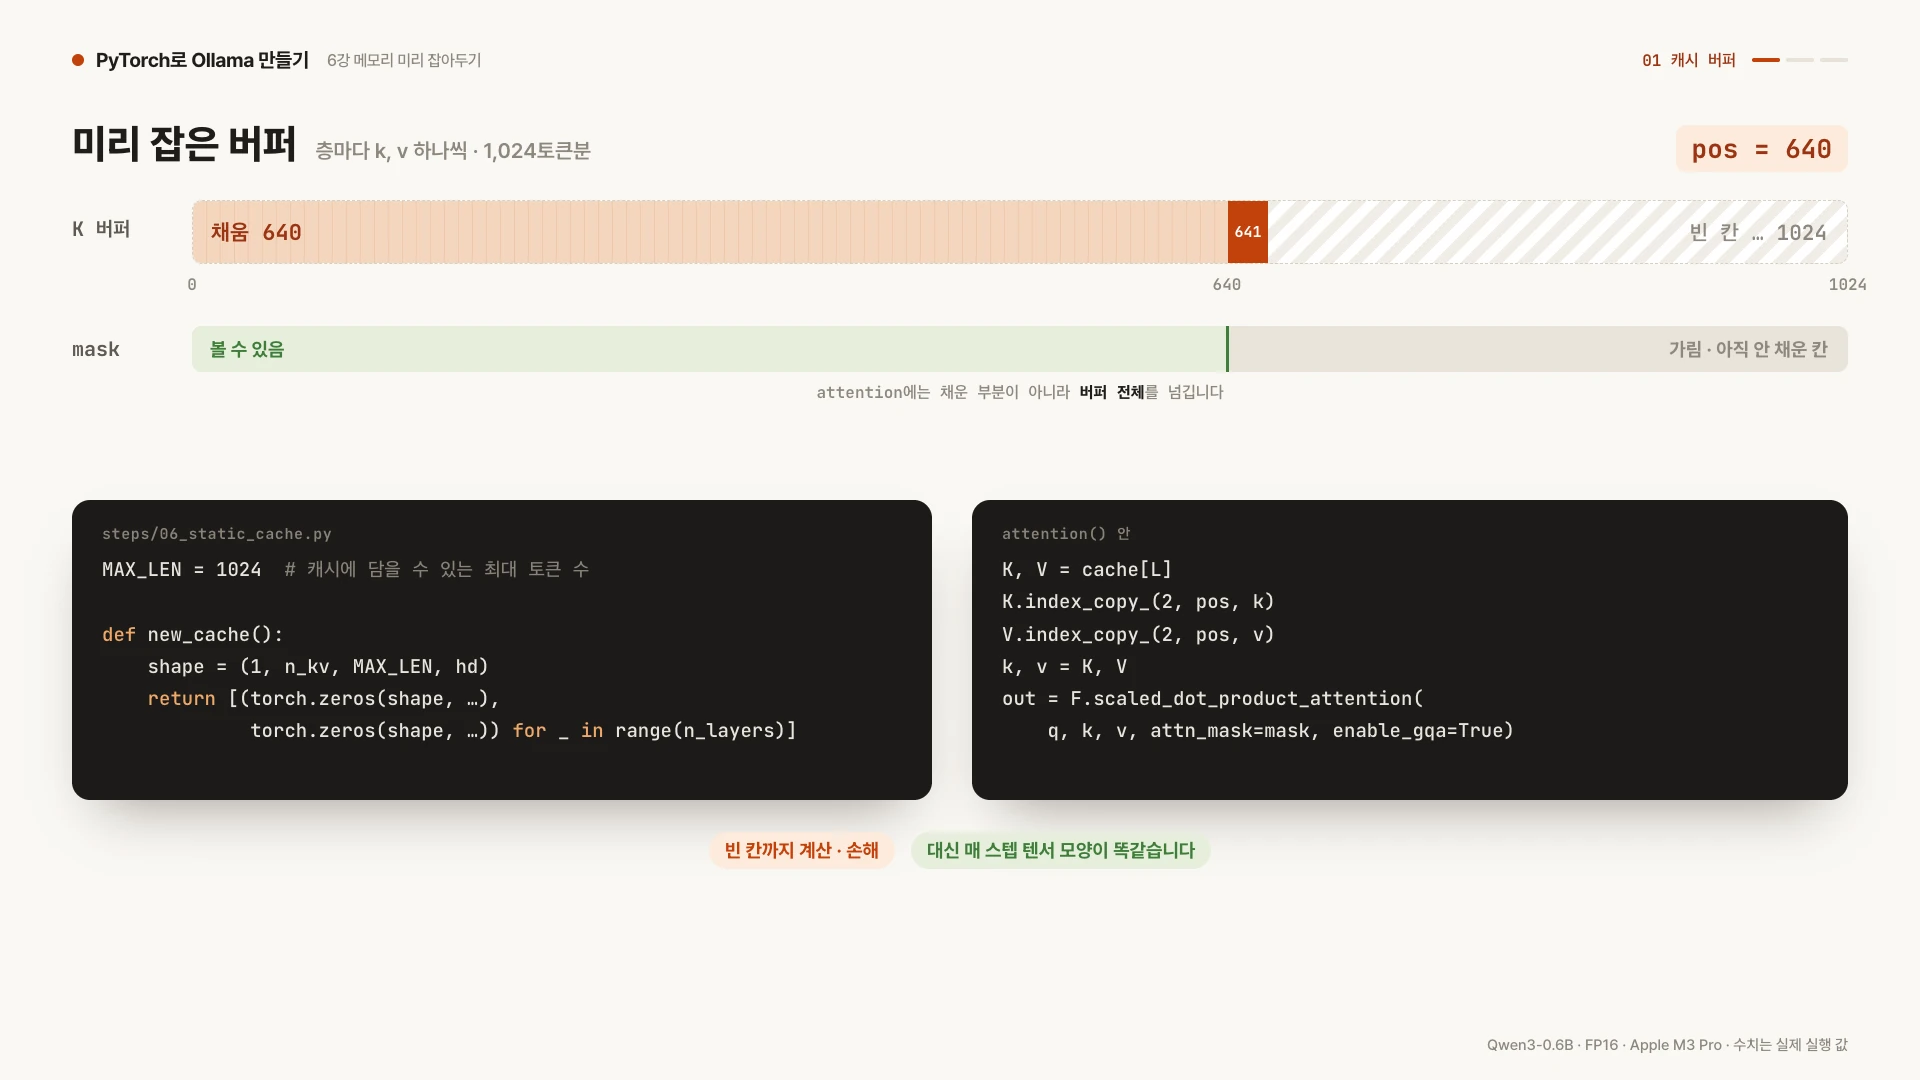 PyTorch로 Ollama 만들기 6강 메모리 미리 잡아두기
01 캐시 버퍼
미리 잡은 버퍼 층마다 k, v 하나씩 · 1,024토큰분
pos = 640
K 버퍼
채움 640
641
빈 칸 … 1024
0
640
1024
mask
볼 수 있음
가림 · 아직 안 채운 칸
attention에는 채운 부분이 아니라 버퍼 전체를 넘깁니다
steps/06_static_cache.py
MAX_LEN = 1024  # 캐시에 담을 수 있는 최대 토큰 수
def new_cache():
    shape = (1, n_kv, MAX_LEN, hd)
    return [(torch.zeros(shape, …),
             torch.zeros(shape, …)) for _ in range(n_layers)]
attention() 안
K, V = cache[L]
K.index_copy_(2, pos, k)
V.index_copy_(2, pos, v)
k, v = K, V
out = F.scaled_dot_product_attention(
    q, k, v, attn_mask=mask, enable_gqa=True)
빈 칸까지 계산 · 손해
대신 매 스텝 텐서 모양이 똑같습니다
Qwen3-0.6B · FP16 · Apple M3 Pro · 수치는 실제 실행 값